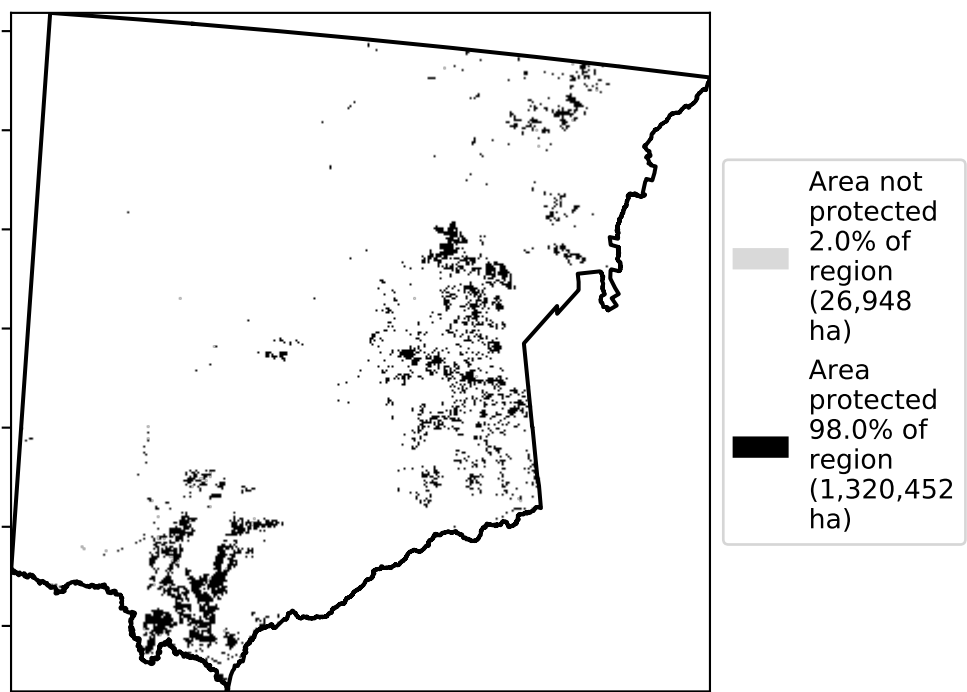 Area not
protected
2.0% of
region
(26,948
ha)
Area
protected
98.0% of
region
(1,320,452
ha)